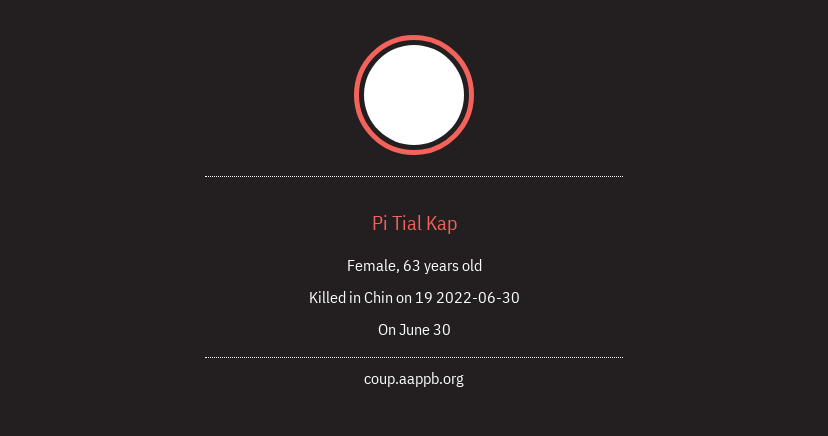 Pi Tial Kap
Female, 63 years old
Killed in Chin on 19 2022-06-30
On June 30
coup.aappb.org